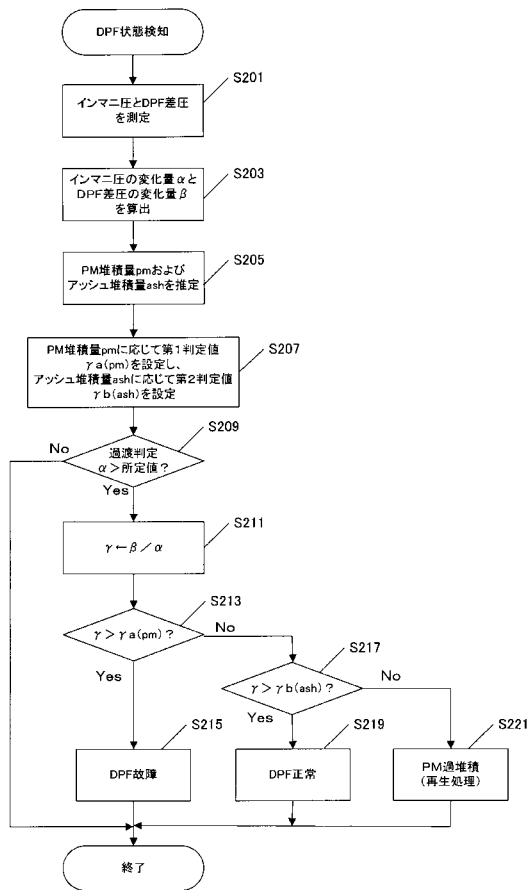 DPF状態検知
S201
インマニ圧とDPF差圧
を測定
S203
インマニ圧の変化量αと
DPF差圧の変化量β
を算出
S205
PM堆積量pmおよび
アッシュ堆積量ashを推定
S207
PM堆積量pmに応じて第1判定値
γa(pm)を設定し、
アッシュ堆積量ashに応じて第2判定値
γb(ash)を設定
S209
No
過渡判定
α>所定値?
Yes
S211
γ←β/α
S213
γ>γa(pm)?
No
Yes
S217
γ>γb(ash)?
No
Yes
S215
DPF故障
S219
DPF正常
S221
PM過堆積
(再生処理)
終了